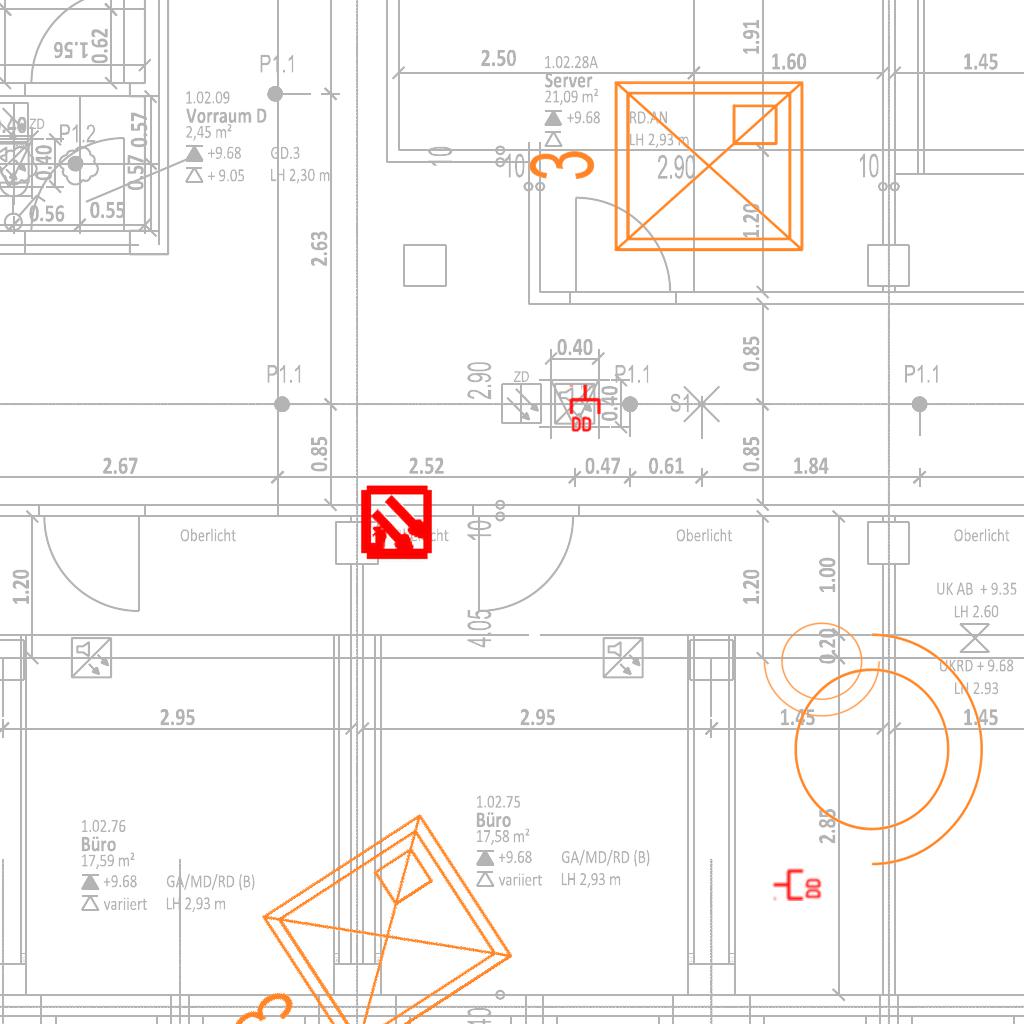 1.56
0.62
P1.1
1.02.09
Vorraum D
2,45 m²
+9.68
GD.3
+ 9.05
LH 2,30 m
ZD
P1.2
0.40
0.57
0.57
0.56
0.55
2.63
2.50
1.02.28A
Server
21,09 m²
+9.68
RD.AN
LH 2,93 m
1.91
1.60
1.45
10
3
2.90
10
1.20
0.40
P1.1
2.90
ZD
P1.1
0.40
DD
S1
0.85
P1.1
2.67
0.85
2.52
0.47
0.61
0.85
1.84
Oberlicht
10
Oberlicht
Oberlicht
1.20
1.20
1.00
UK AB + 9.35
LH 2.60
4.05
0.20
UKRD + 9.68
LH 2.93
2.95
2.95
1.45
1.45
1.02.76
Büro
17,59 m²
+9.68
GA/MD/RD (B)
variiert
LH 2,93 m
1.02.75
Büro
17,58 m²
+9.68
GA/MD/RD (B)
variiert
LH 2,93 m
2.85
DD
3
10